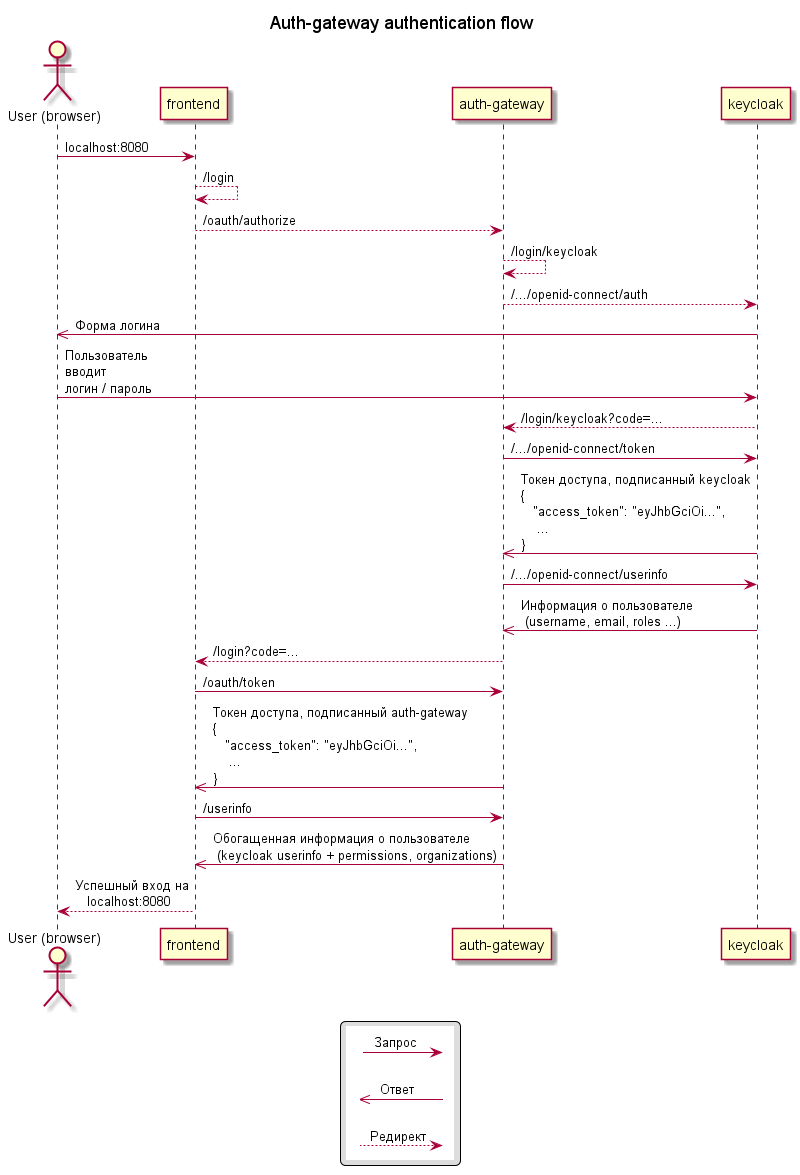 Auth-gateway authentication flow
User (browser)
frontend
auth-gateway
keycloak
localhost:8080
/login
/oauth/authorize
/login/keycloak
/.../openid-connect/auth
Форма логина
Пользователь
вводит
логин / пароль
/login/keycloak?code=...
/.../openid-connect/token
Токен доступа, подписанный keycloak
{
"access_token": "eyJhbGciOi...",
...
}
/.../openid-connect/userinfo
Информация о пользователе
(username, email, roles ...)
/login?code=...
/oauth/token
Токен доступа, подписанный auth-gateway
{
"access_token": "eyJhbGciOi...",
...
}
/userinfo
Обогащенная информация о пользователе
(keycloak userinfo + permissions, organizations)
Успешный вход на
localhost:8080
User (browser)
frontend
auth-gateway
keycloak
Запрос
Ответ
Редирект